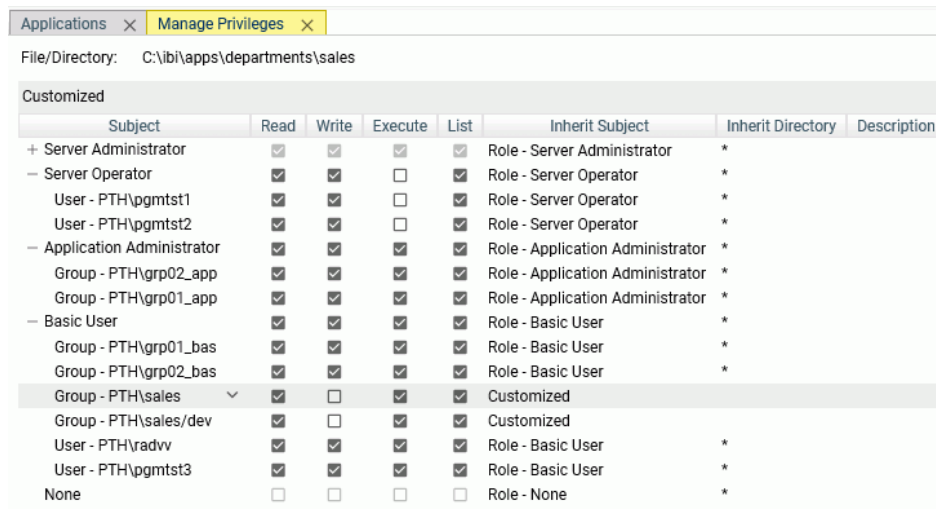 Applications × Manage Privileges ×
File/Directory: C:\ibi\apps\departments\sales
Customized
Subject Read Write Execute List Inherit Subject Inherit Directory Description
+ Server Administrator Role - Server Administrator *
− Server Operator Role - Server Operator *
User - PTH\pgmtst1 Role - Server Operator *
User - PTH\pgmtst2 Role - Server Operator *
− Application Administrator Role - Application Administrator *
Group - PTH\grp02_app Role - Application Administrator *
Group - PTH\grp01_app Role - Application Administrator *
− Basic User Role - Basic User *
Group - PTH\grp01_bas Role - Basic User *
Group - PTH\grp02_bas Role - Basic User *
Group - PTH\sales Customized
Group - PTH\sales/dev Customized
User - PTH\radvv Role - Basic User *
User - PTH\pgmtst3 Role - Basic User *
None Role - None *